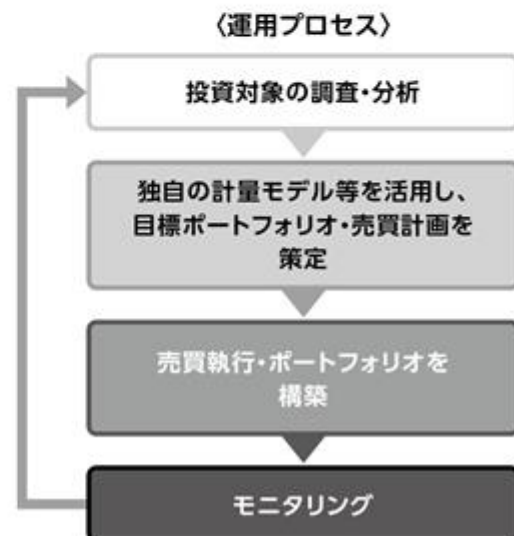 〈運用プロセス〉
投資対象の調査・分析
独自の計量モデル等を活用し、
目標ポートフォリオ・売買計画を
策定
売買執行・ポートフォリオを
構築
モニタリング